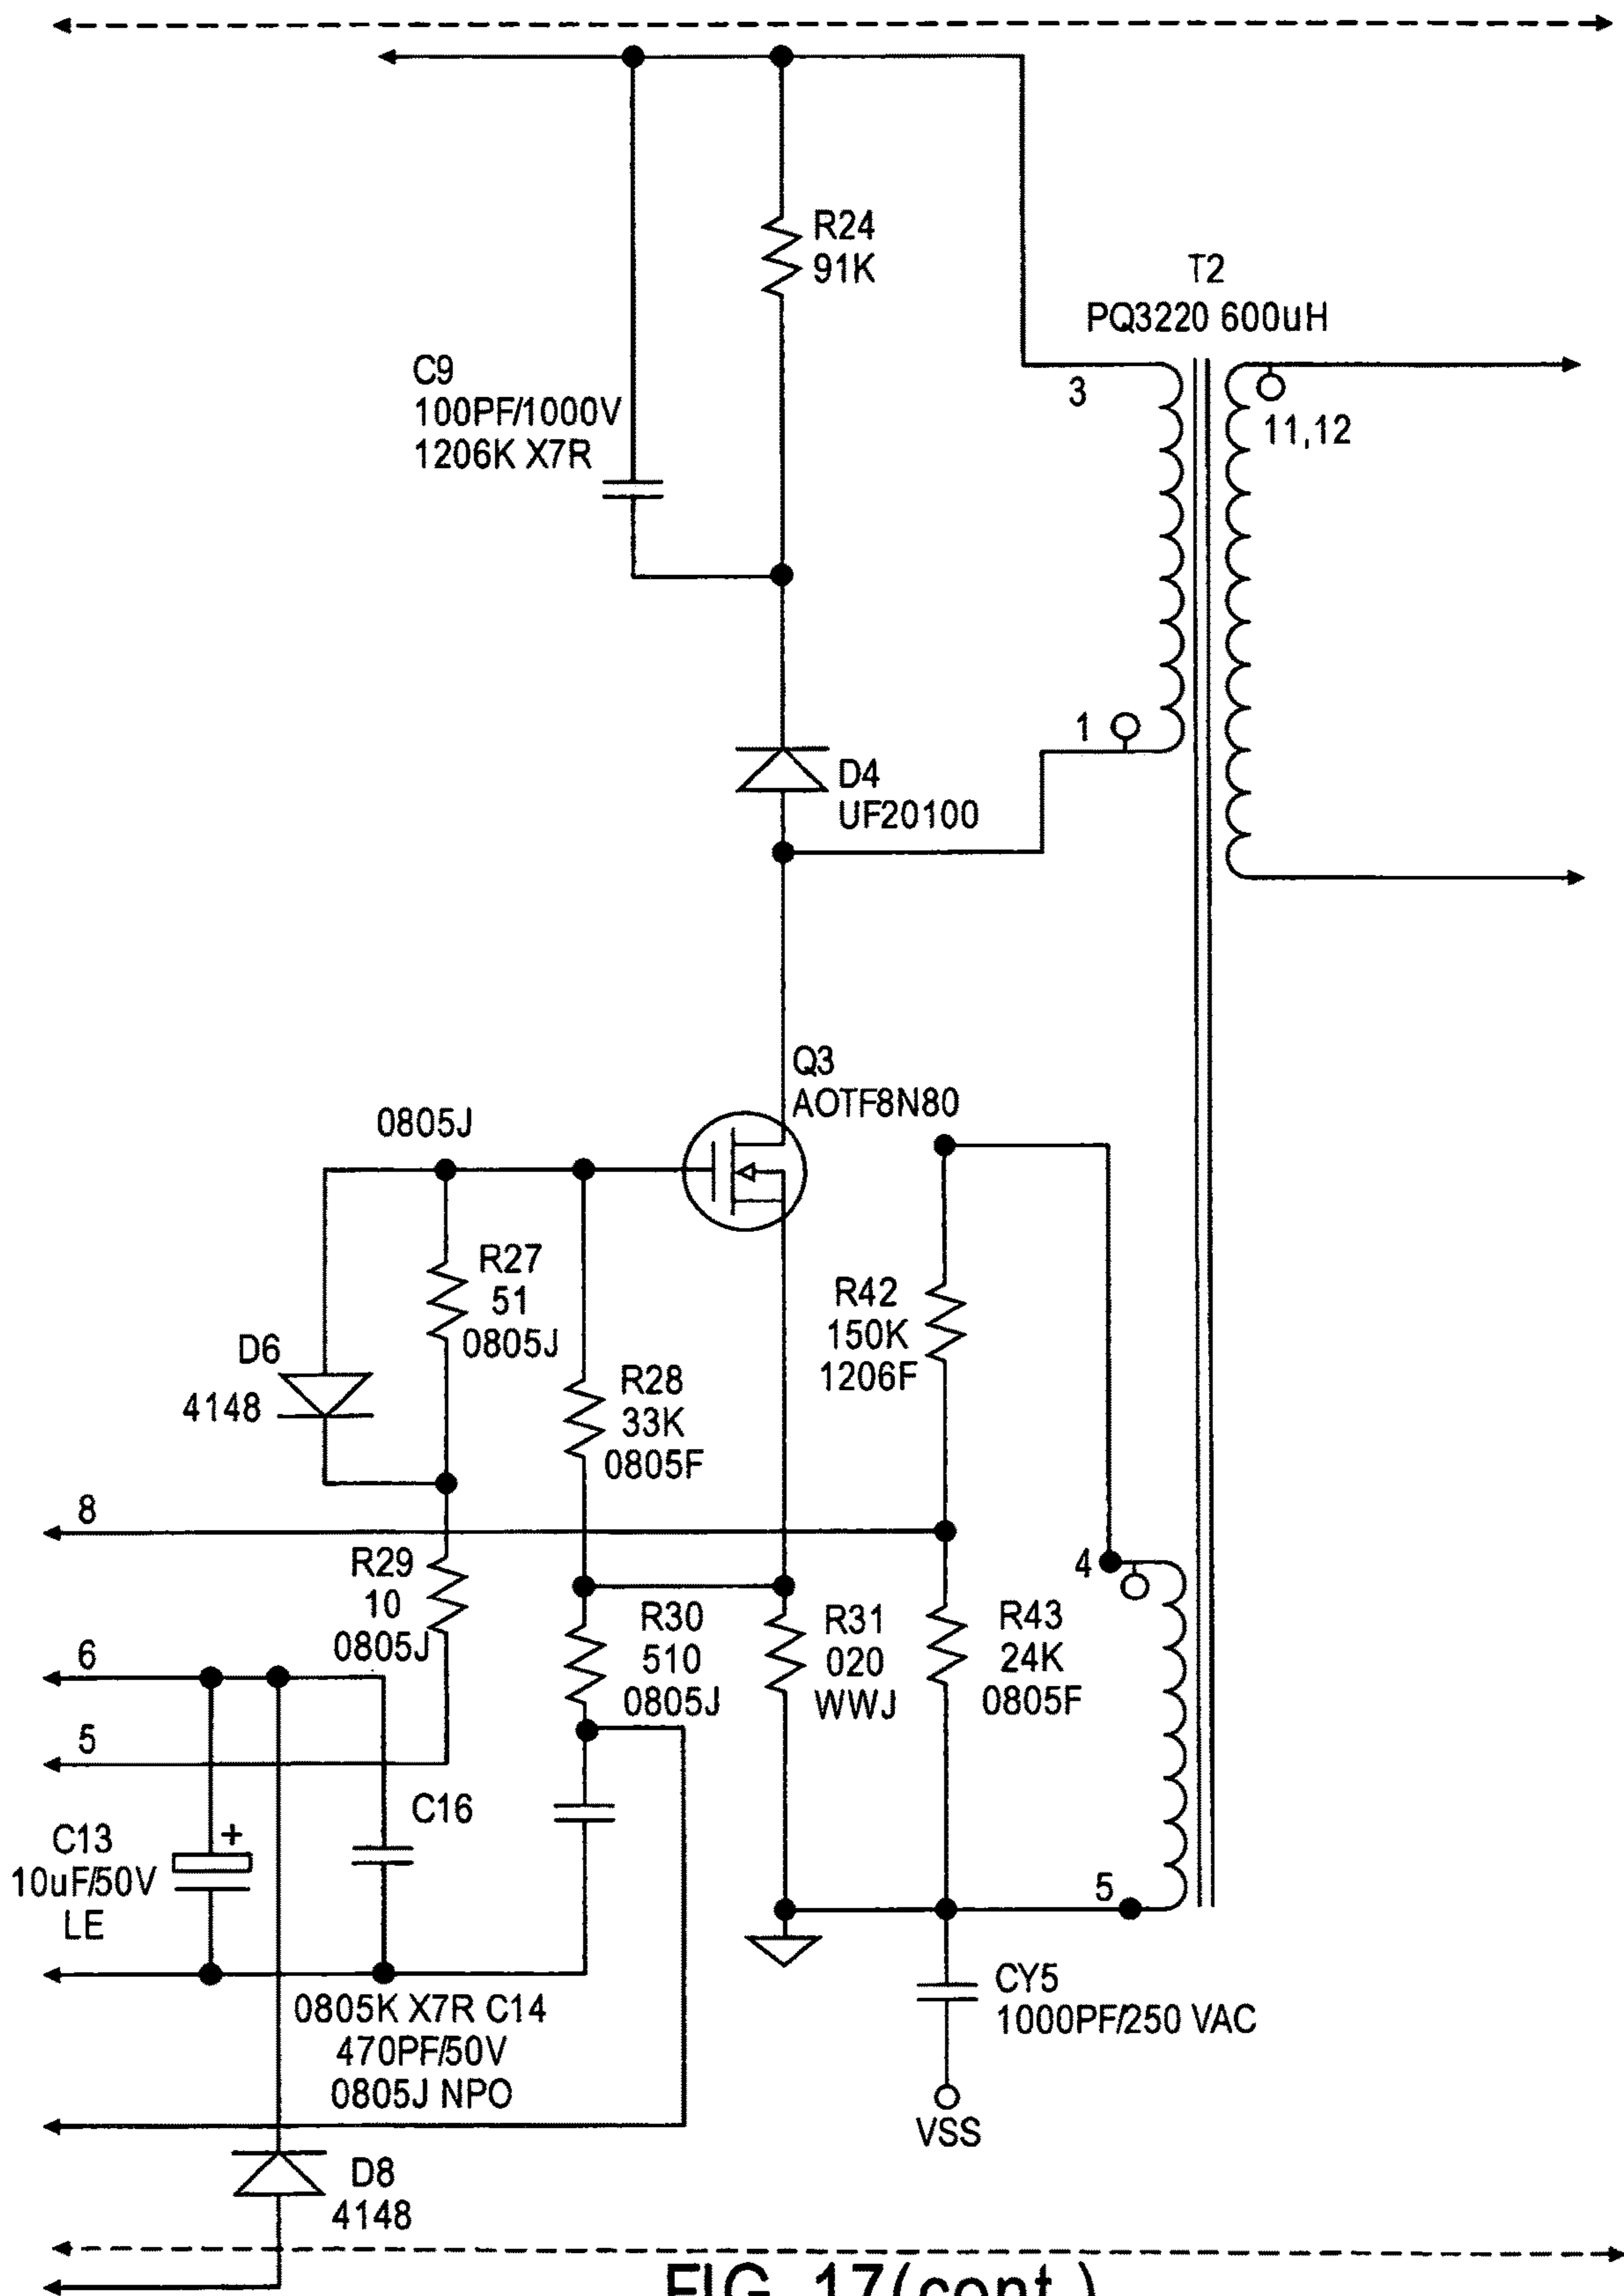 R24
91K
T2
PQ3220 600uH
C9
100PF/1000V
1206K X7R
3
11,12
1
D4
UF20100
Q3
AOTF8N80
0805J
R27
51
0805J
D6
4148
R28
33K
0805F
R42
150K
1206F
8
R29
10
0805J
4
R30
510
0805J
R31
020
WWJ
R43
24K
0805F
6
5
C13
10uF/50V
LE
+
C16
5
0805K X7R C14
470PF/50V
0805J NPO
CY5
1000PF/250 VAC
VSS
D8
4148
FIG. 17(cont.)